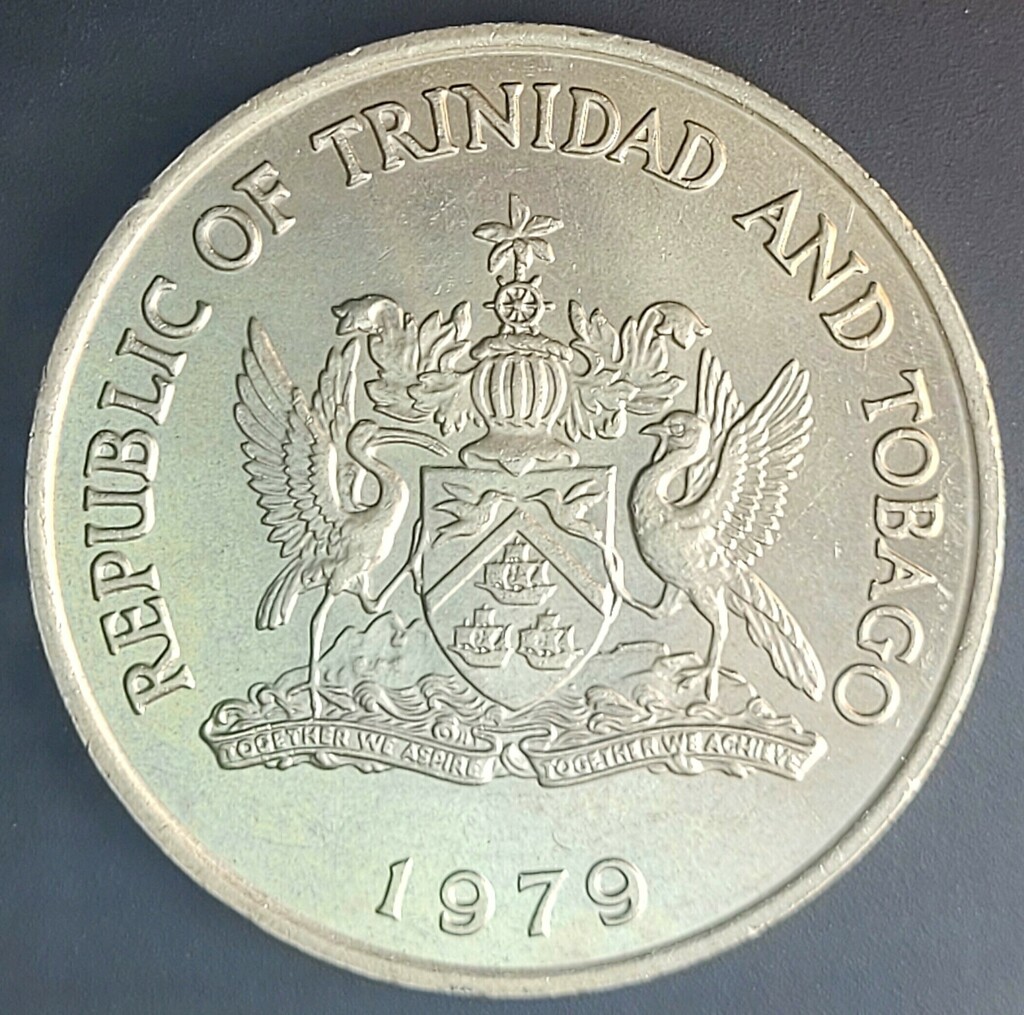 REPUBLIC OF TRINIDAD AND TOBAGO
TOGETHER WE ASPIRE TOGETHER WE ACHIEVE
1979